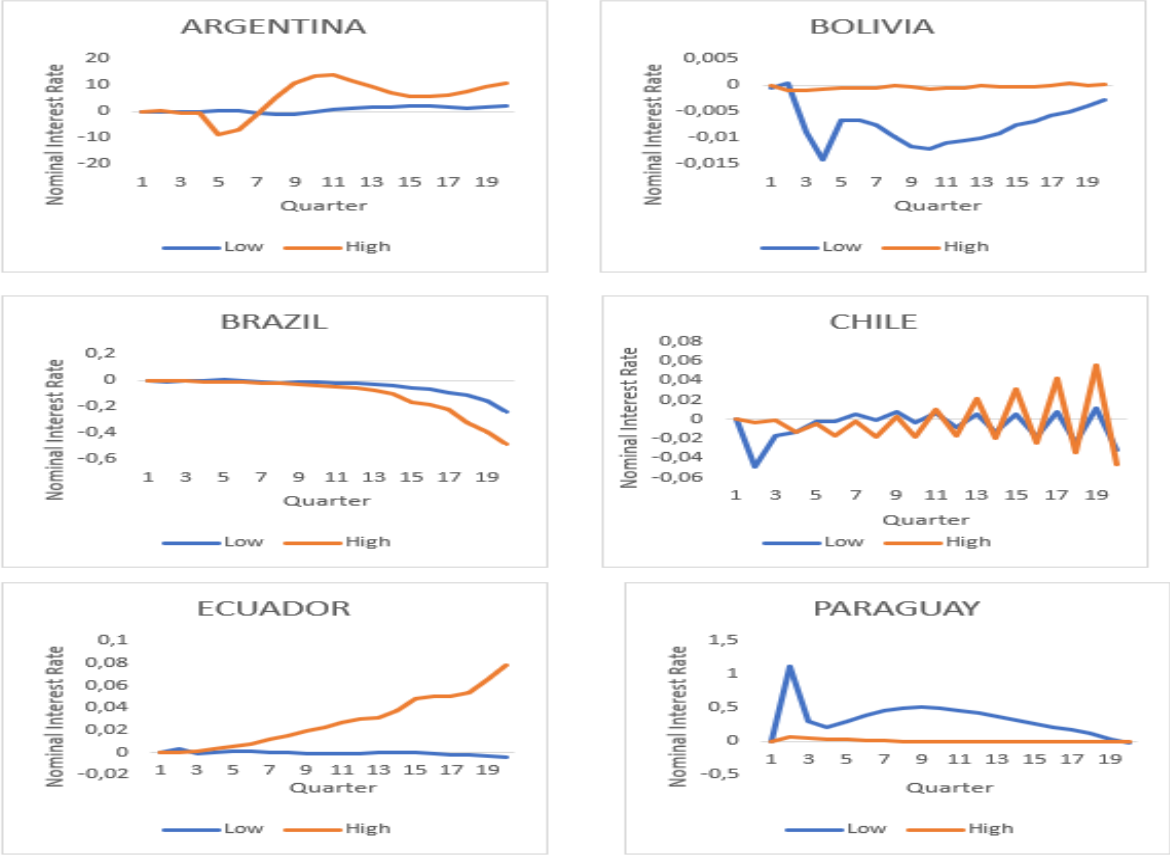 ARGENTINA
Nominal Interest Rate
20
10
0
-10
-20
1 3 5 7 9 11 13 15 17 19
Quarter
Low High
BOLIVIA
Nominal Interest Rate
0,005
0
-0,005
-0,01
-0,015
1 3 5 7 9 11 13 15 17 19
Quarter
Low High
BRAZIL
Nominal Interest Rate
0,2
0
-0,2
-0,4
-0,6
1 3 5 7 9 11 13 15 17 19
Quarter
Low High
CHILE
Nominal Interest Rate
0,08
0,06
0,04
0,02
0
-0,02
-0,04
-0,06
1 3 5 7 9 11 13 15 17 19
Quarter
Low High
ECUADOR
Nominal Interest Rate
0,1
0,08
0,06
0,04
0,02
0
-0,02
1 3 5 7 9 11 13 15 17 19
Quarter
Low High
PARAGUAY
Nominal Interest Rate
1,5
1
0,5
0
-0,5
1 3 5 7 9 11 13 15 17 19
Quarter
Low High